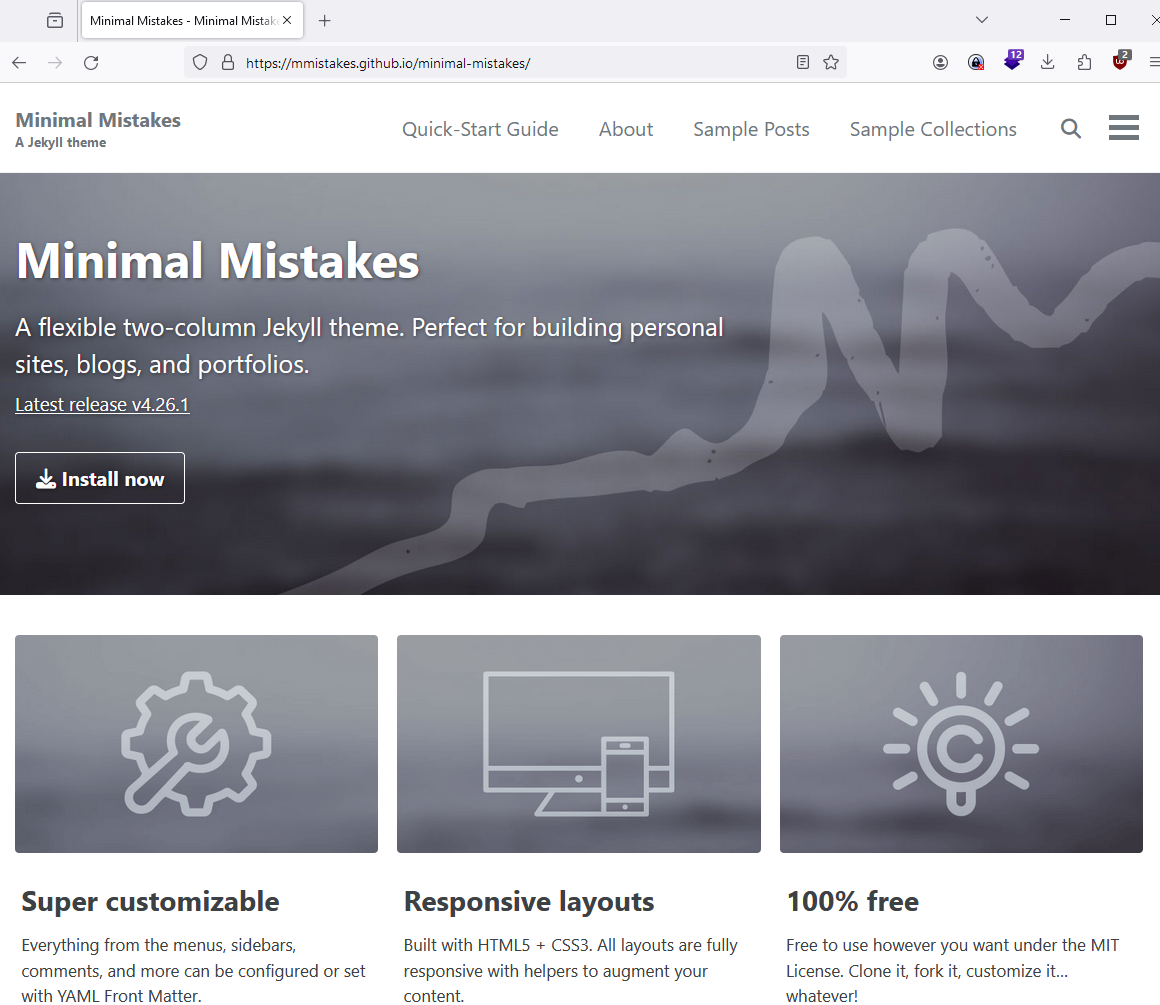 Minimal Mistakes - Minimal Mistake
https://mmistakes.github.io/minimal-mistakes/
12
2
Minimal Mistakes
A Jekyll theme
Quick-Start Guide
About
Sample Posts
Sample Collections
Minimal Mistakes
A flexible two-column Jekyll theme. Perfect for building personal
sites, blogs, and portfolios.
Latest release v4.26.1
Install now
Super customizable
Everything from the menus, sidebars,
comments, and more can be configured or set
with YAML Front Matter.
Responsive layouts
Built with HTML5 + CSS3. All layouts are fully
responsive with helpers to augment your
content.
100% free
Free to use however you want under the MIT
License. Clone it, fork it, customize it…
whatever!